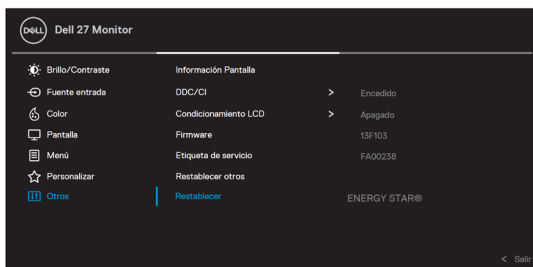 DELL Dell 27 Monitor
Brillo/Contraste Información Pantalla
Fuente entrada DDC/CI > Encedido
Color Condicionamiento LCD > Apagado
Pantalla Firmware 13F103
Menú Etiqueta de servicio FA00238
Personalizar Restablecer otros
Otros Restablecer ENERGY STAR®
< Salir